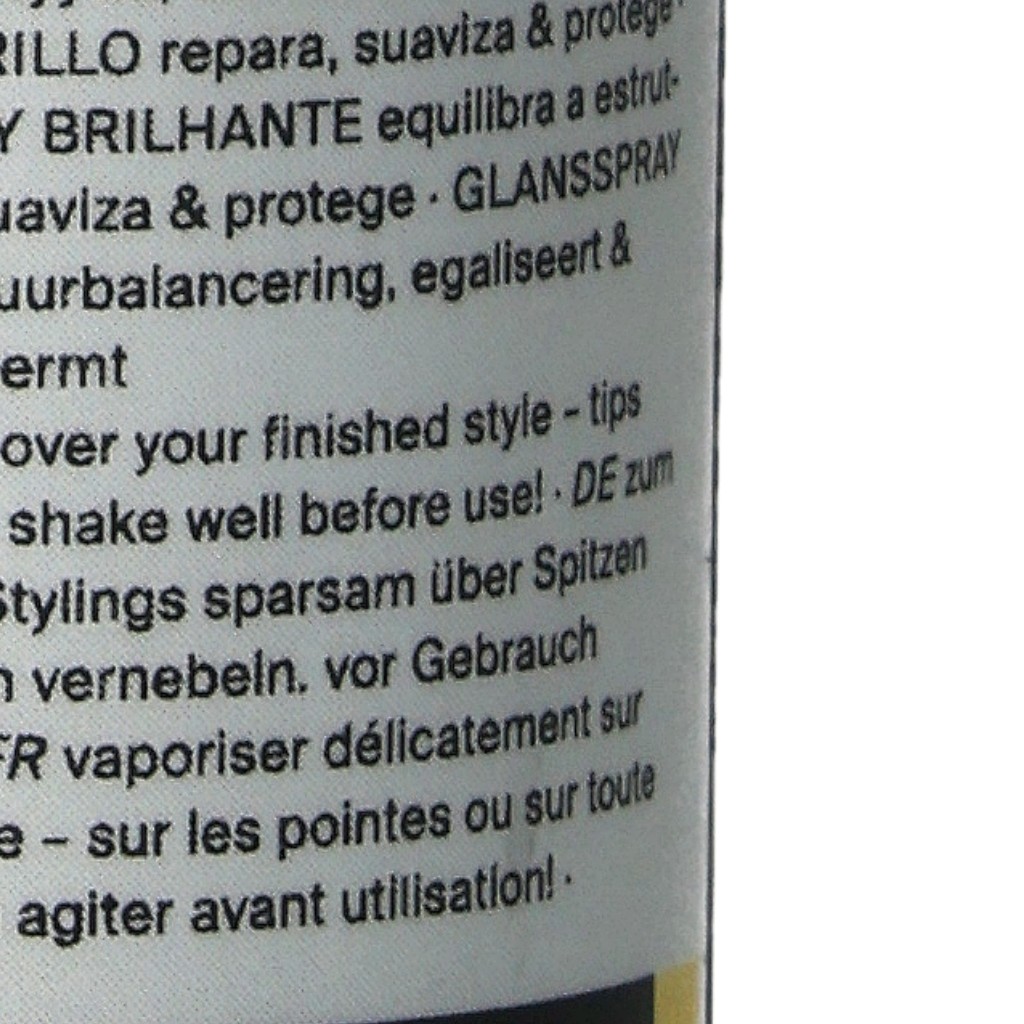 RILLO repara, suaviza & protege ·
Y BRILHANTE equilibra a estrut-
uaviza & protege · GLANSSPRAY
uurbalancering, egaliseert &
ermt
over your finished style – tips
shake well before use! · DE zum
Stylings sparsam über Spitzen
n vernebeln. vor Gebrauch
FR vaporiser délicatement sur
e – sur les pointes ou sur toute
agiter avant utilisation! ·